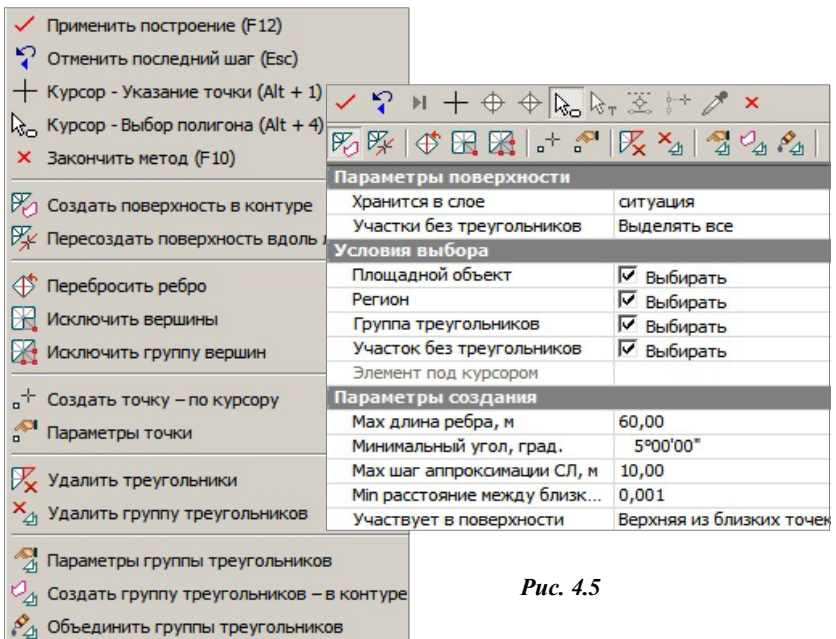 Применить построение (F12)
Отменить последний шаг (Esc)
Курсор - Указание точки (Alt + 1)
Курсор - Выбор полигона (Alt + 4)
Закончить метод (F10)
Создать поверхность в контуре
Пересоздать поверхность вдоль
Перебросить ребро
Исключить вершины
Исключить группу вершин
Создать точку – по курсору
Параметры точки
Удалить треугольники
Удалить группу треугольников
Параметры группы треугольников
Создать группу треугольников – в контуре
Объединить группы треугольников
Параметры поверхности
Хранится в слое ситуация
Участки без треугольников Выделять все
Условия выбора
Площадной объект Выбирать
Регион Выбирать
Группа треугольников Выбирать
Участок без треугольников Выбирать
Элемент под курсором
Параметры создания
Max длина ребра, м 60,00
Минимальный угол, град. 5°00'00"
Max шаг аппроксимации СЛ, м 10,00
Min расстояние между близк... 0,001
Участвует в поверхности Верхняя из близких точек
Рис. 4.5